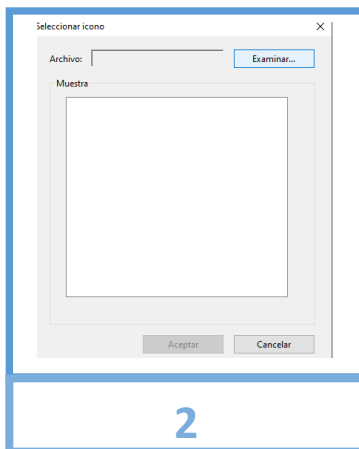 Seleccionar icono
Archivo:
Examinar...
Muestra
Aceptar
Cancelar
2